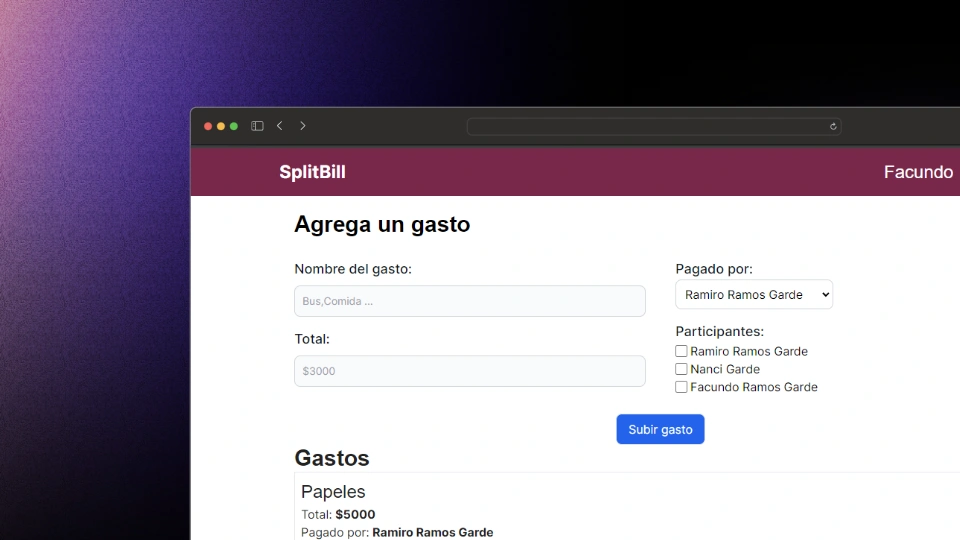 SplitBill
Facundo
Agrega un gasto
Nombre del gasto:
Bus,Comida ...
Total:
$3000
Pagado por:
Ramiro Ramos Garde
Participantes:
Ramiro Ramos Garde
Nanci Garde
Facundo Ramos Garde
Subir gasto
Gastos
Papeles
Total: $5000
Pagado por: Ramiro Ramos Garde